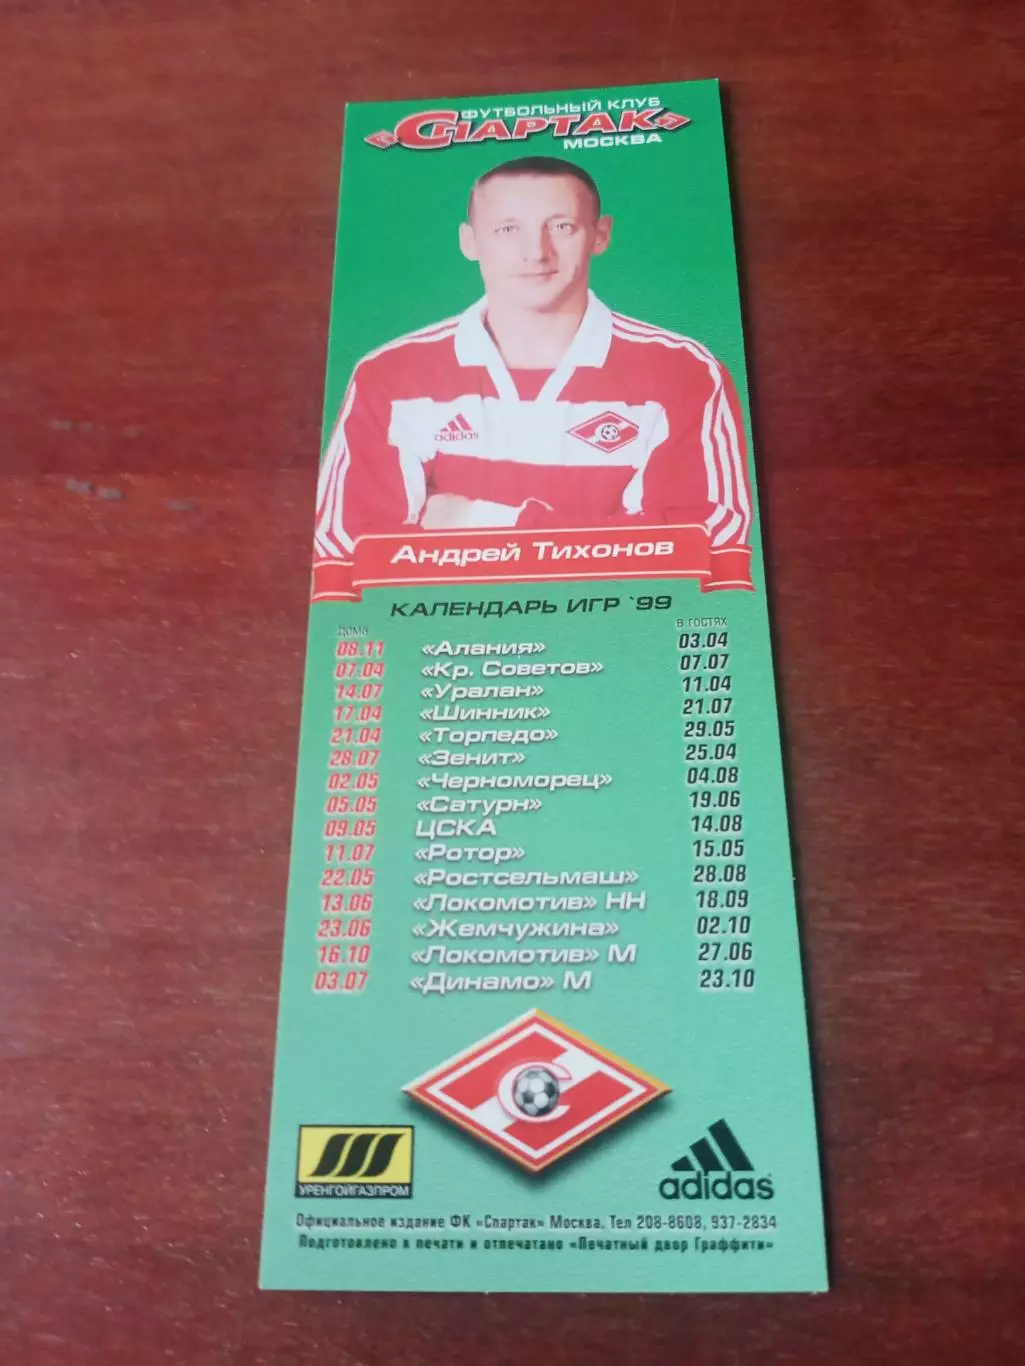 ФУТБОЛЬНЫЙ КЛУБ
«СПАРТАК»
МОСКВА
adidas
Андрей Тихонов
КАЛЕНДАРЬ ИГР `99
дома в гостях
08.11 «Алания» 03.04
07.04 «Кр. Советов» 07.07
14.07 «Уралан» 11.04
17.04 «Шинник» 21.07
21.04 «Торпедо» 29.05
28.07 «Зенит» 25.04
02.05 «Черноморец» 04.08
05.05 «Сатурн» 19.06
09.05 ЦСКА 14.08
11.07 «Ротор» 15.05
22.05 «Ростсельмаш» 28.08
13.06 «Локомотив» НН 18.09
23.06 «Жемчужина» 02.10
16.10 «Локомотив» М 27.06
03.07 «Динамо» М 23.10
УРЕНГОЙГАЗПРОМ
adidas
Официальное издание ФК «Спартак» Москва. Тел 208-8608, 937-2834
Подготовлено к печати и отпечатано «Печатный двор Граффити»